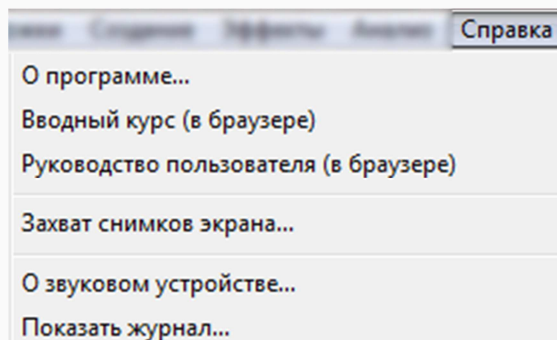 Справка
О программе...
Вводный курс (в браузере)
Руководство пользователя (в браузере)
Захват снимков экрана...
О звуковом устройстве...
Показать журнал...